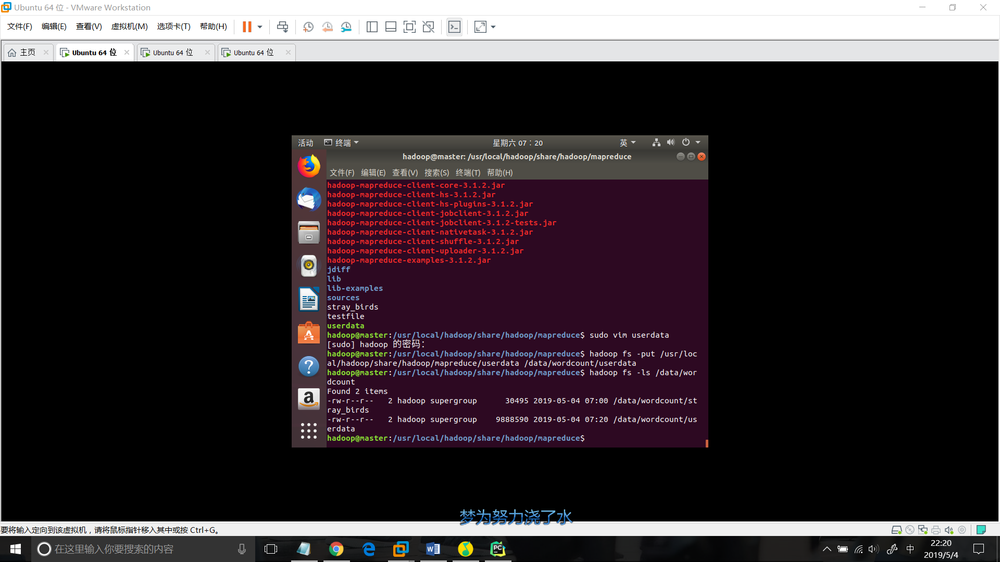 Ubuntu 64 位 - VMware Workstation
文件(F) 编辑(E) 查看(V) 虚拟机(M) 选项卡(T) 帮助(H)
主页 Ubuntu 64 位 Ubuntu 64 位 Ubuntu 64 位
活动 终端 星期六 07：20 英
hadoop@master: /usr/local/hadoop/share/hadoop/mapreduce
文件(F) 编辑(E) 查看(V) 搜索(S) 终端(T) 帮助(H)
hadoop-mapreduce-client-core-3.1.2.jar
hadoop-mapreduce-client-hs-3.1.2.jar
hadoop-mapreduce-client-hs-plugins-3.1.2.jar
hadoop-mapreduce-client-jobclient-3.1.2.jar
hadoop-mapreduce-client-jobclient-3.1.2-tests.jar
hadoop-mapreduce-client-nativetask-3.1.2.jar
hadoop-mapreduce-client-shuffle-3.1.2.jar
hadoop-mapreduce-client-uploader-3.1.2.jar
hadoop-mapreduce-examples-3.1.2.jar
jdiff
lib
lib-examples
sources
stray_birds
testfile
userdata
hadoop@master:/usr/local/hadoop/share/hadoop/mapreduce$ sudo vim userdata
[sudo] hadoop 的密码：
hadoop@master:/usr/local/hadoop/share/hadoop/mapreduce$ hadoop fs -put /usr/loc
al/hadoop/share/hadoop/mapreduce/userdata /data/wordcount/userdata
hadoop@master:/usr/local/hadoop/share/hadoop/mapreduce$ hadoop fs -ls /data/wor
dcount
Found 2 items
-rw-r--r--   2 hadoop supergroup      30495 2019-05-04 07:00 /data/wordcount/st
ray_birds
-rw-r--r--   2 hadoop supergroup    9888590 2019-05-04 07:20 /data/wordcount/us
erdata
hadoop@master:/usr/local/hadoop/share/hadoop/mapreduce$
梦为努力浇了水
要将输入定向到该虚拟机，请将鼠标指针移入其中或按 Ctrl+G。
在这里输入你要搜索的内容
中
22:20
2019/5/4